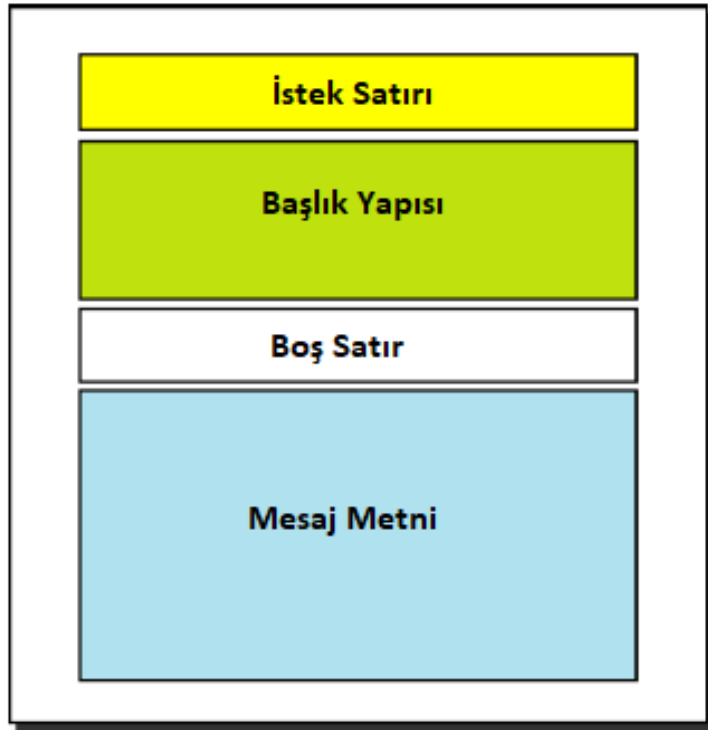 İstek Satırı
Başlık Yapısı
Boş Satır
Mesaj Metni